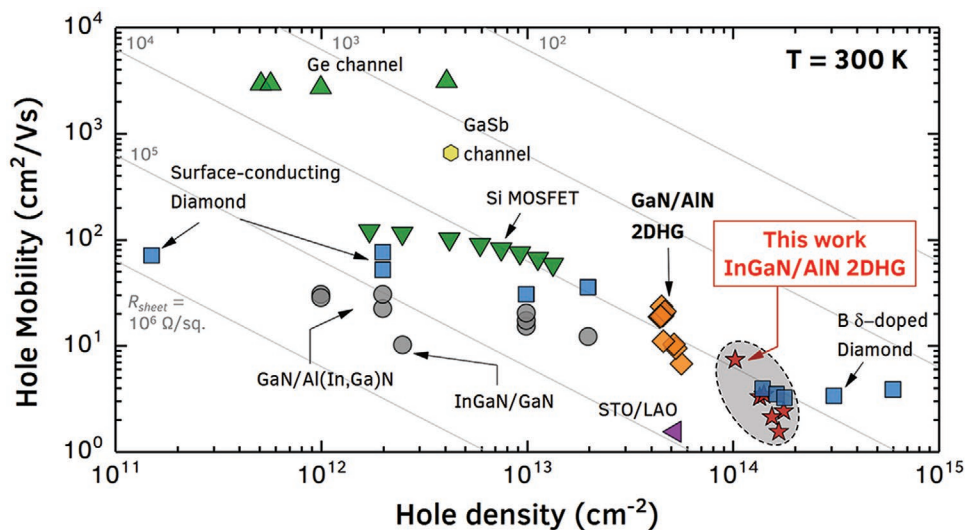 10⁴
10³
10²
10¹
10⁰
Hole Mobility (cm²/Vs)
10⁴
10³
10²
T = 300 K
Ge channel
GaSb
channel
10⁵
Surface-conducting
Diamond
Si MOSFET
GaN/AlN
2DHG
This work
InGaN/AlN 2DHG
R_sheet =
10⁶ Ω/sq.
B δ-doped
Diamond
GaN/Al(In,Ga)N
InGaN/GaN
STO/LAO
10¹¹
10¹²
10¹³
10¹⁴
10¹⁵
Hole density (cm⁻²)